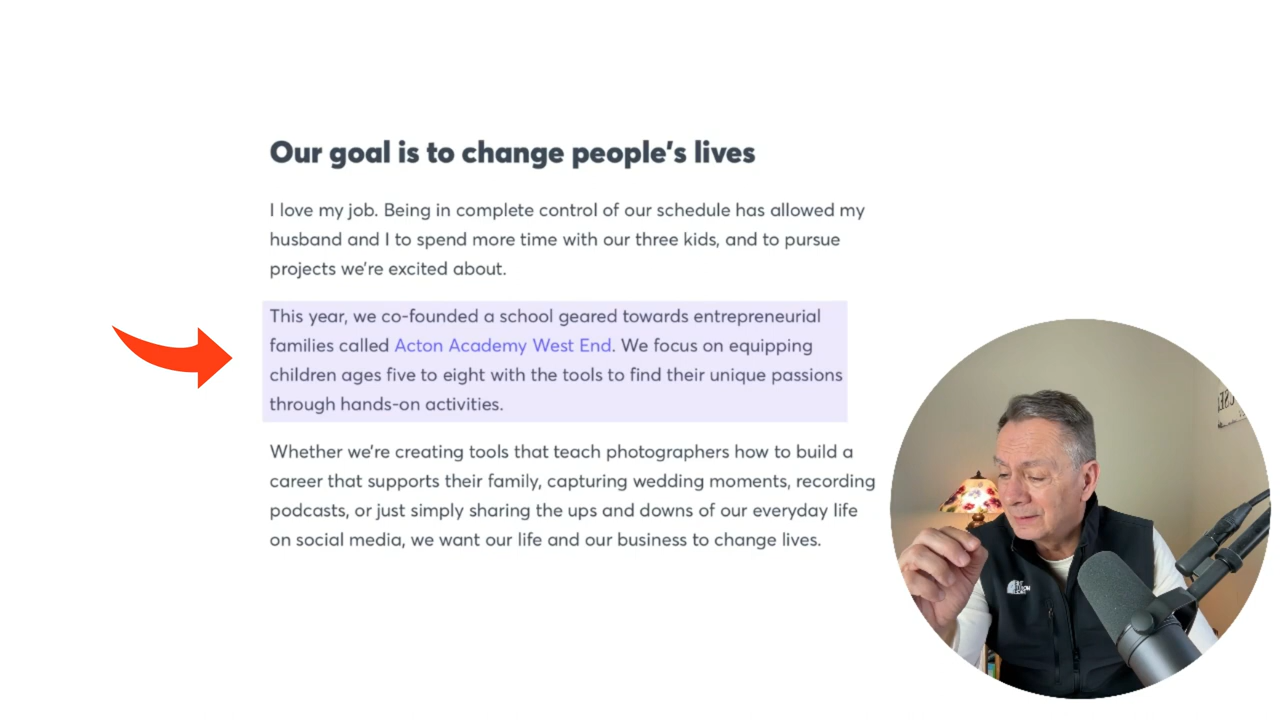 Our goal is to change people's lives
I love my job. Being in complete control of our schedule has allowed my
husband and I to spend more time with our three kids, and to pursue
projects we're excited about.
This year, we co-founded a school geared towards entrepreneurial
families called Acton Academy West End. We focus on equipping
children ages five to eight with the tools to find their unique passions
through hands-on activities.
Whether we're creating tools that teach photographers how to build a
career that supports their family, capturing wedding moments, recording
podcasts, or just simply sharing the ups and downs of our everyday life
on social media, we want our life and our business to change lives.